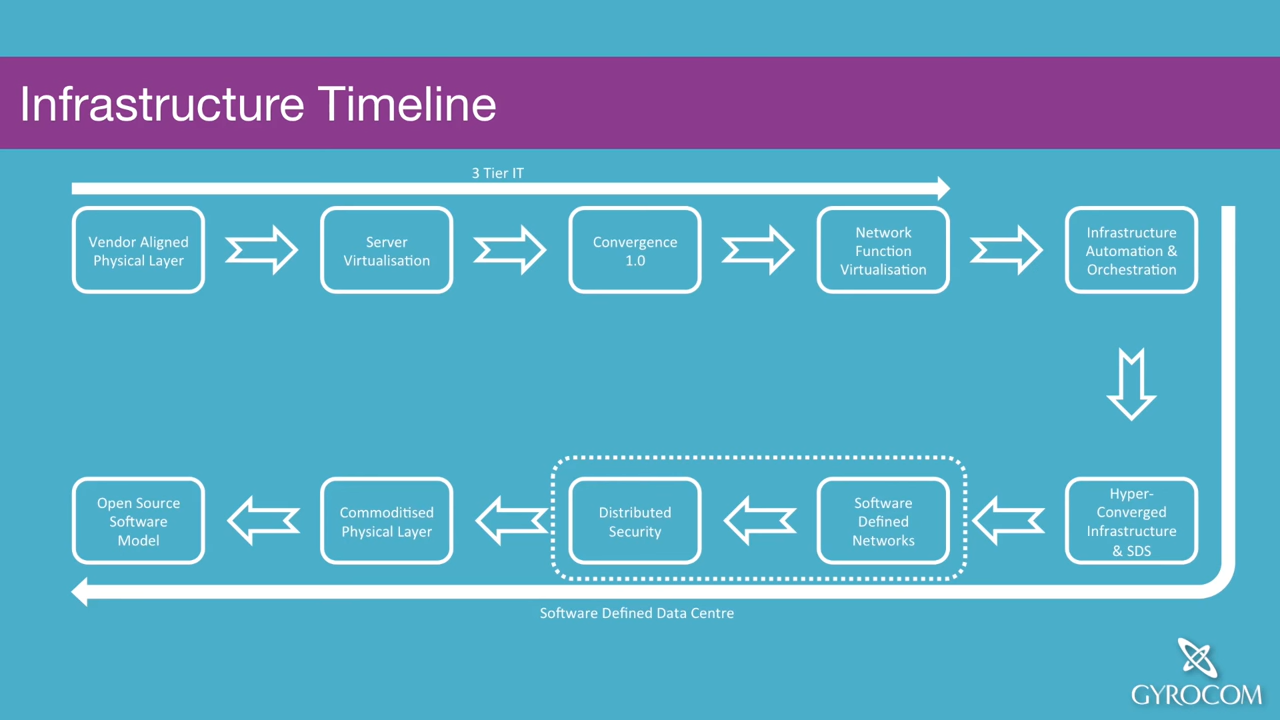 Infrastructure Timeline
3 Tier IT
Vendor Aligned
Physical Layer
Server
Virtualisation
Convergence
1.0
Network
Function
Virtualisation
Infrastructure
Automation &
Orchestration
Hyper-
Converged
Infrastructure
& SDS
Software
Defined
Networks
Distributed
Security
Commoditised
Physical Layer
Open Source
Software
Model
Software Defined Data Centre
GYROCOM